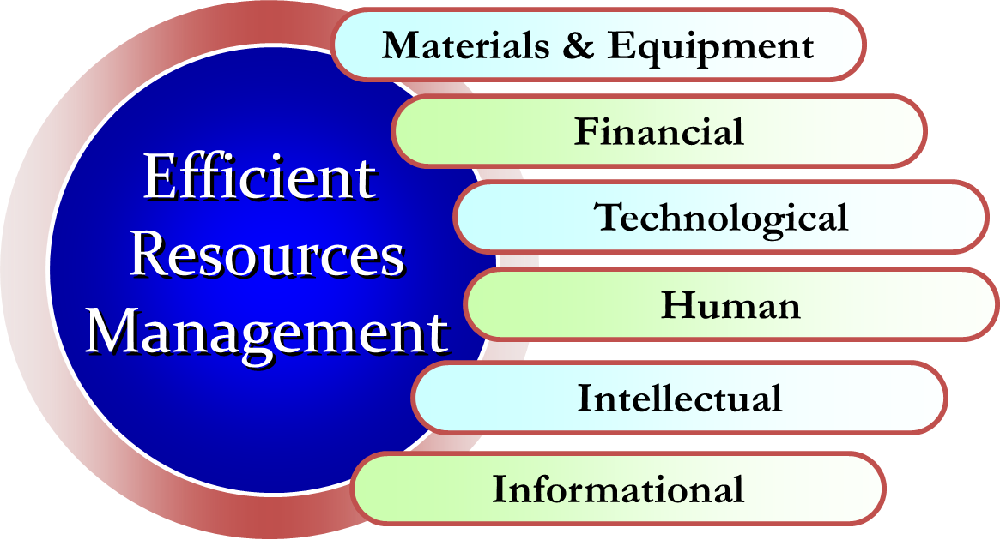 Efficient
Resources
Management
Materials & Equipment
Financial
Technological
Human
Intellectual
Informational